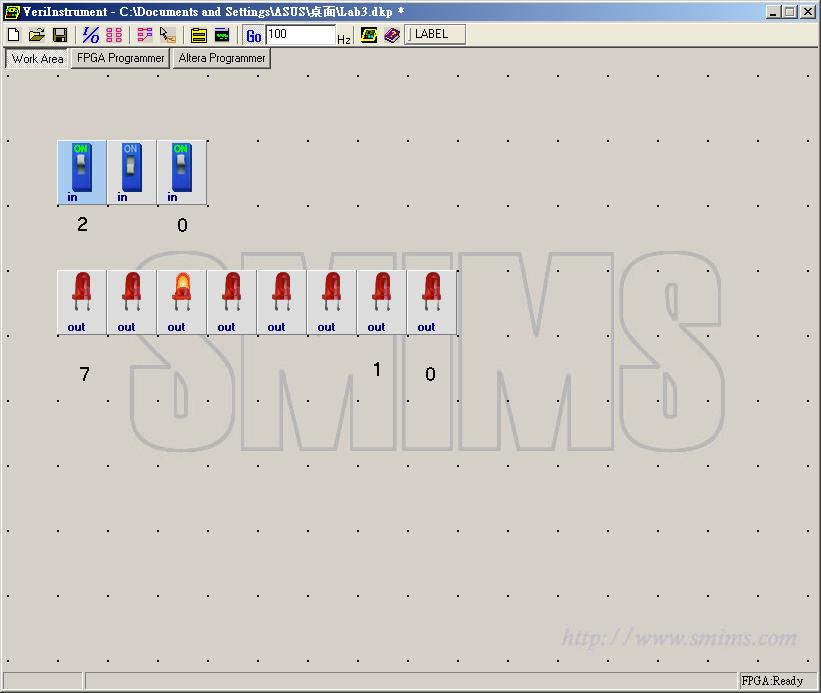 VeriInstrument - C:\Documents and Settings\ASUS\桌面\Lab3.dkp *
I/O Go 100 Hz LABEL
Work Area FPGA Programmer Altera Programmer
ON ON ON
in in in
2 0
SMIMS
out out out out out out out out
7 1 0
http://www.smims.com
FPGA:Ready